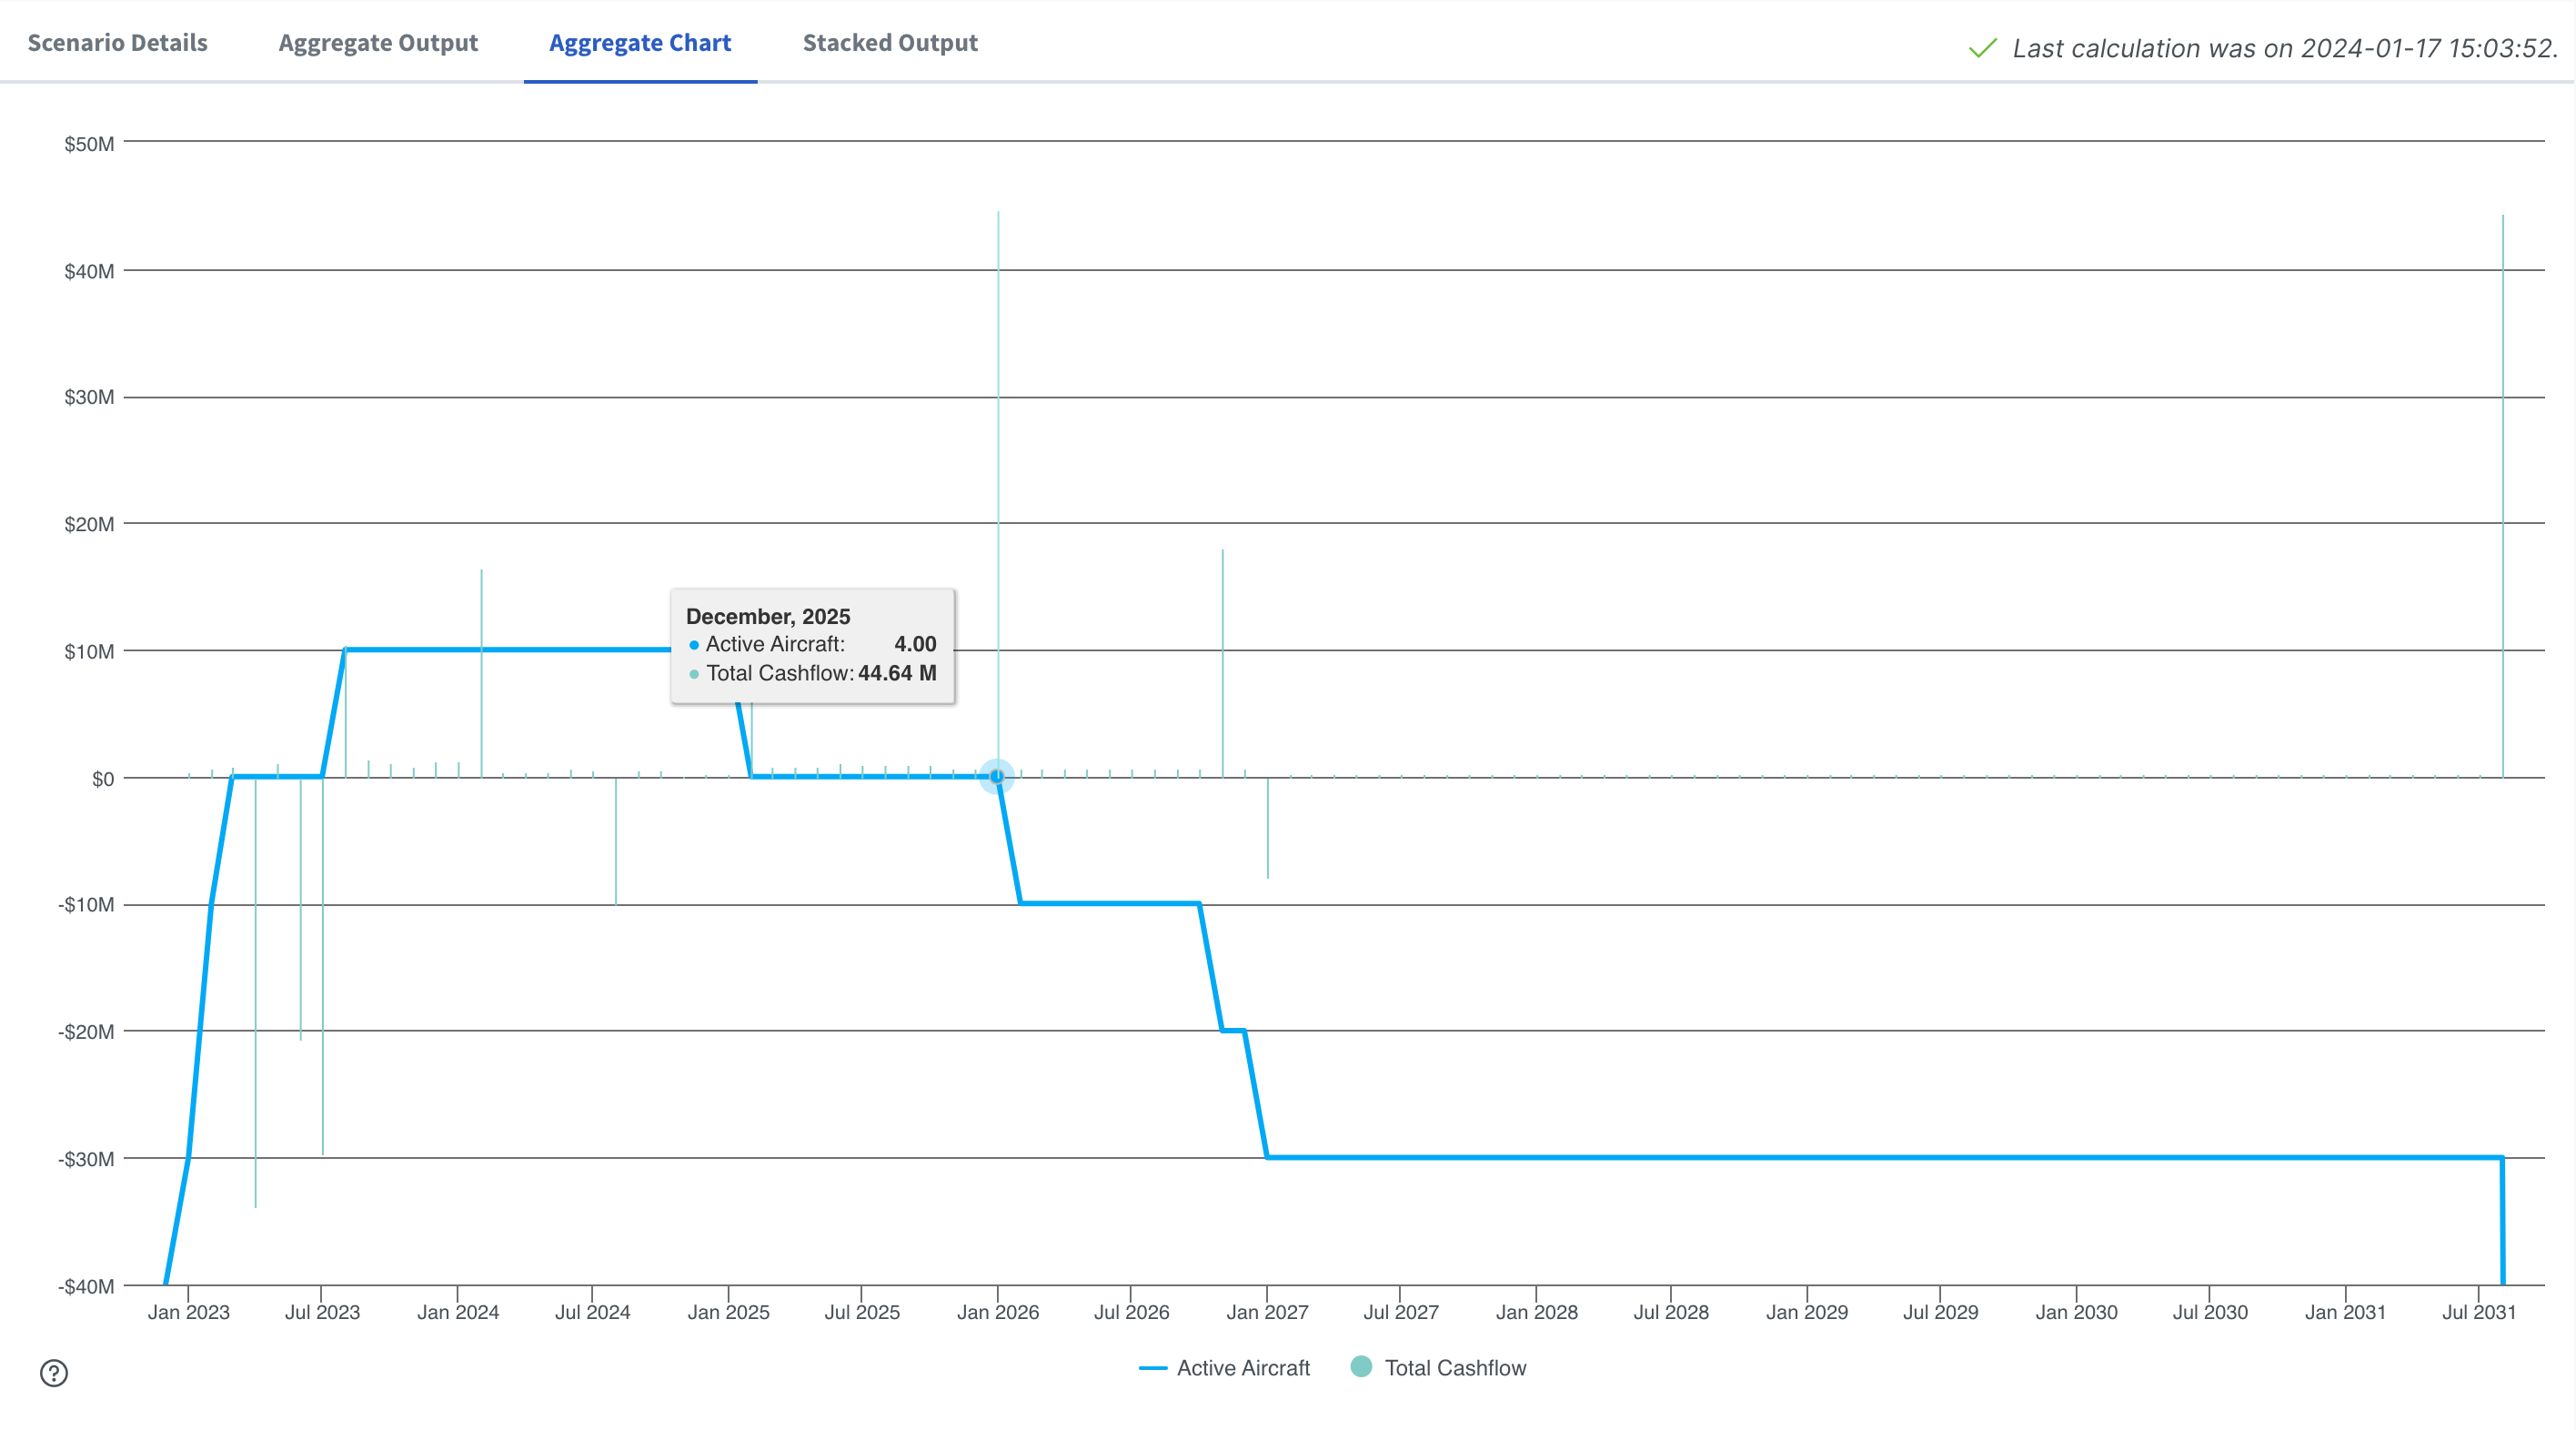 Scenario Details Aggregate Output Aggregate Chart Stacked Output Last calculation was on 2024-01-17 15:03:52.
$50M
$40M
$30M
$20M
$10M
$0
-$10M
-$20M
-$30M
-$40M
December, 2025
Active Aircraft: 4.00
Total Cashflow: 44.64 M
Jan 2023 Jul 2023 Jan 2024 Jul 2024 Jan 2025 Jul 2025 Jan 2026 Jul 2026 Jan 2027 Jul 2027 Jan 2028 Jul 2028 Jan 2029 Jul 2029 Jan 2030 Jul 2030 Jan 2031 Jul 2031
Active Aircraft Total Cashflow
?